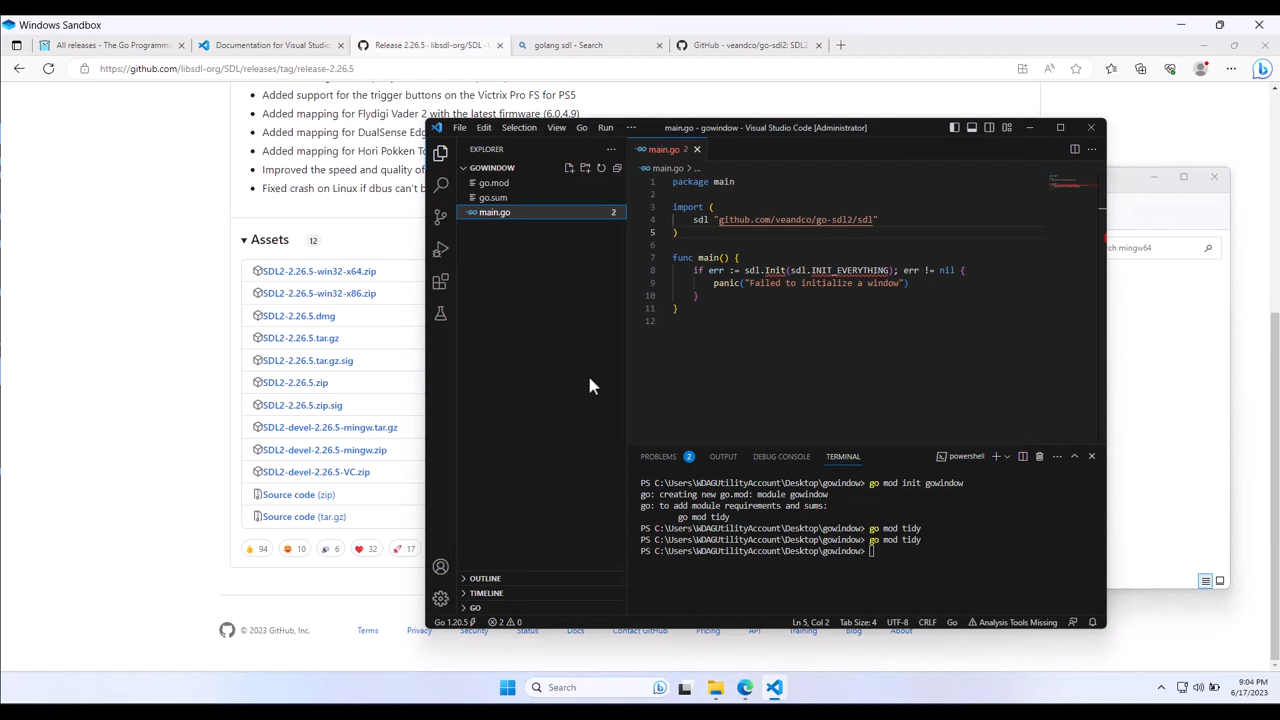 Windows Sandbox
All releases - The Go Programmin
Documentation for Visual Studio
Release 2.26.5 · libsdl-org/SDL · G
golang sdl - Search
GitHub - veandco/go-sdl2: SDL2
https://github.com/libsdl-org/SDL/releases/tag/release-2.26.5
Added support for the trigger buttons on the Victrix Pro FS for PS5
Added mapping for Flydigi Vader 2 with the latest firmware (6.0.4.9)
Added mapping for DualSense Edg
Added mapping for Hori Pokken To
Improved the speed and quality of
Fixed crash on Linux if dbus can't b
Assets 12
SDL2-2.26.5-win32-x64.zip
SDL2-2.26.5-win32-x86.zip
SDL2-2.26.5.dmg
SDL2-2.26.5.tar.gz
SDL2-2.26.5.tar.gz.sig
SDL2-2.26.5.zip
SDL2-2.26.5.zip.sig
SDL2-devel-2.26.5-mingw.tar.gz
SDL2-devel-2.26.5-mingw.zip
SDL2-devel-2.26.5-VC.zip
Source code (zip)
Source code (tar.gz)
👍 94 😄 10 🎉 6 ❤️ 32 🚀 17
© 2023 GitHub, Inc. Terms Privacy Security Status Docs Contact GitHub Pricing API Training Blog About
File Edit Selection View Go Run ··· main.go - gowindow - Visual Studio Code [Administrator]
EXPLORER ···
GOWINDOW
go.mod
go.sum
main.go 2
OUTLINE
TIMELINE
GO
main.go 2
main.go > ...
1 package main
2
3 import (
4 sdl "github.com/veandco/go-sdl2/sdl"
5 )
6
7 func main() {
8 if err := sdl.Init(sdl.INIT_EVERYTHING); err != nil {
9 panic("Failed to initialize a window")
10 }
11 }
12
PROBLEMS 2 OUTPUT DEBUG CONSOLE TERMINAL powershell
PS C:\Users\WDAGUtilityAccount\Desktop\gowindow> go mod init gowindow
go: creating new go.mod: module gowindow
go: to add module requirements and sums:
go mod tidy
PS C:\Users\WDAGUtilityAccount\Desktop\gowindow> go mod tidy
PS C:\Users\WDAGUtilityAccount\Desktop\gowindow> go mod tidy
PS C:\Users\WDAGUtilityAccount\Desktop\gowindow>
Go 1.20.5 2 0 Ln 5, Col 2 Tab Size: 4 UTF-8 CRLF Go Analysis Tools Missing
rch mingw64
Search
9:04 PM
6/17/2023